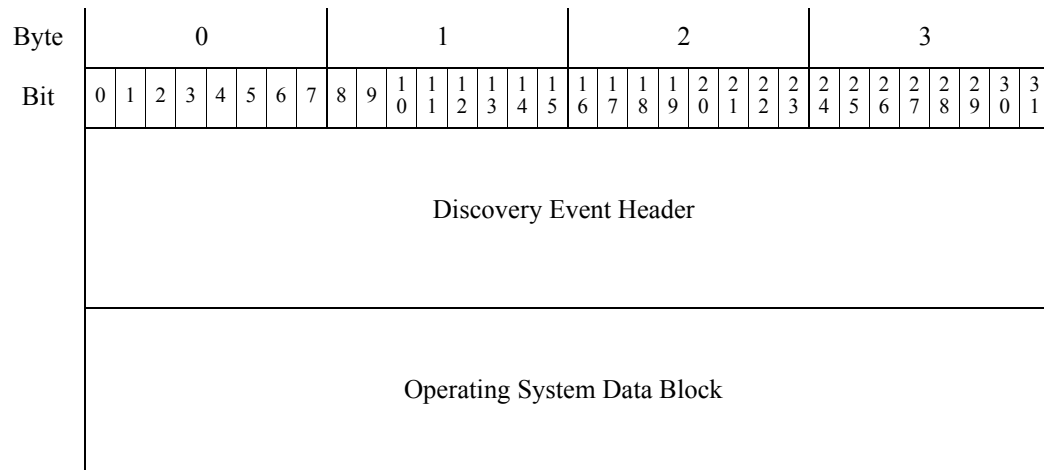 Byte 0 1 2 3
Bit 0 1 2 3 4 5 6 7 8 9 10 11 12 13 14 15 16 17 18 19 20 21 22 23 24 25 26 27 28 29 30 31
Discovery Event Header
Operating System Data Block